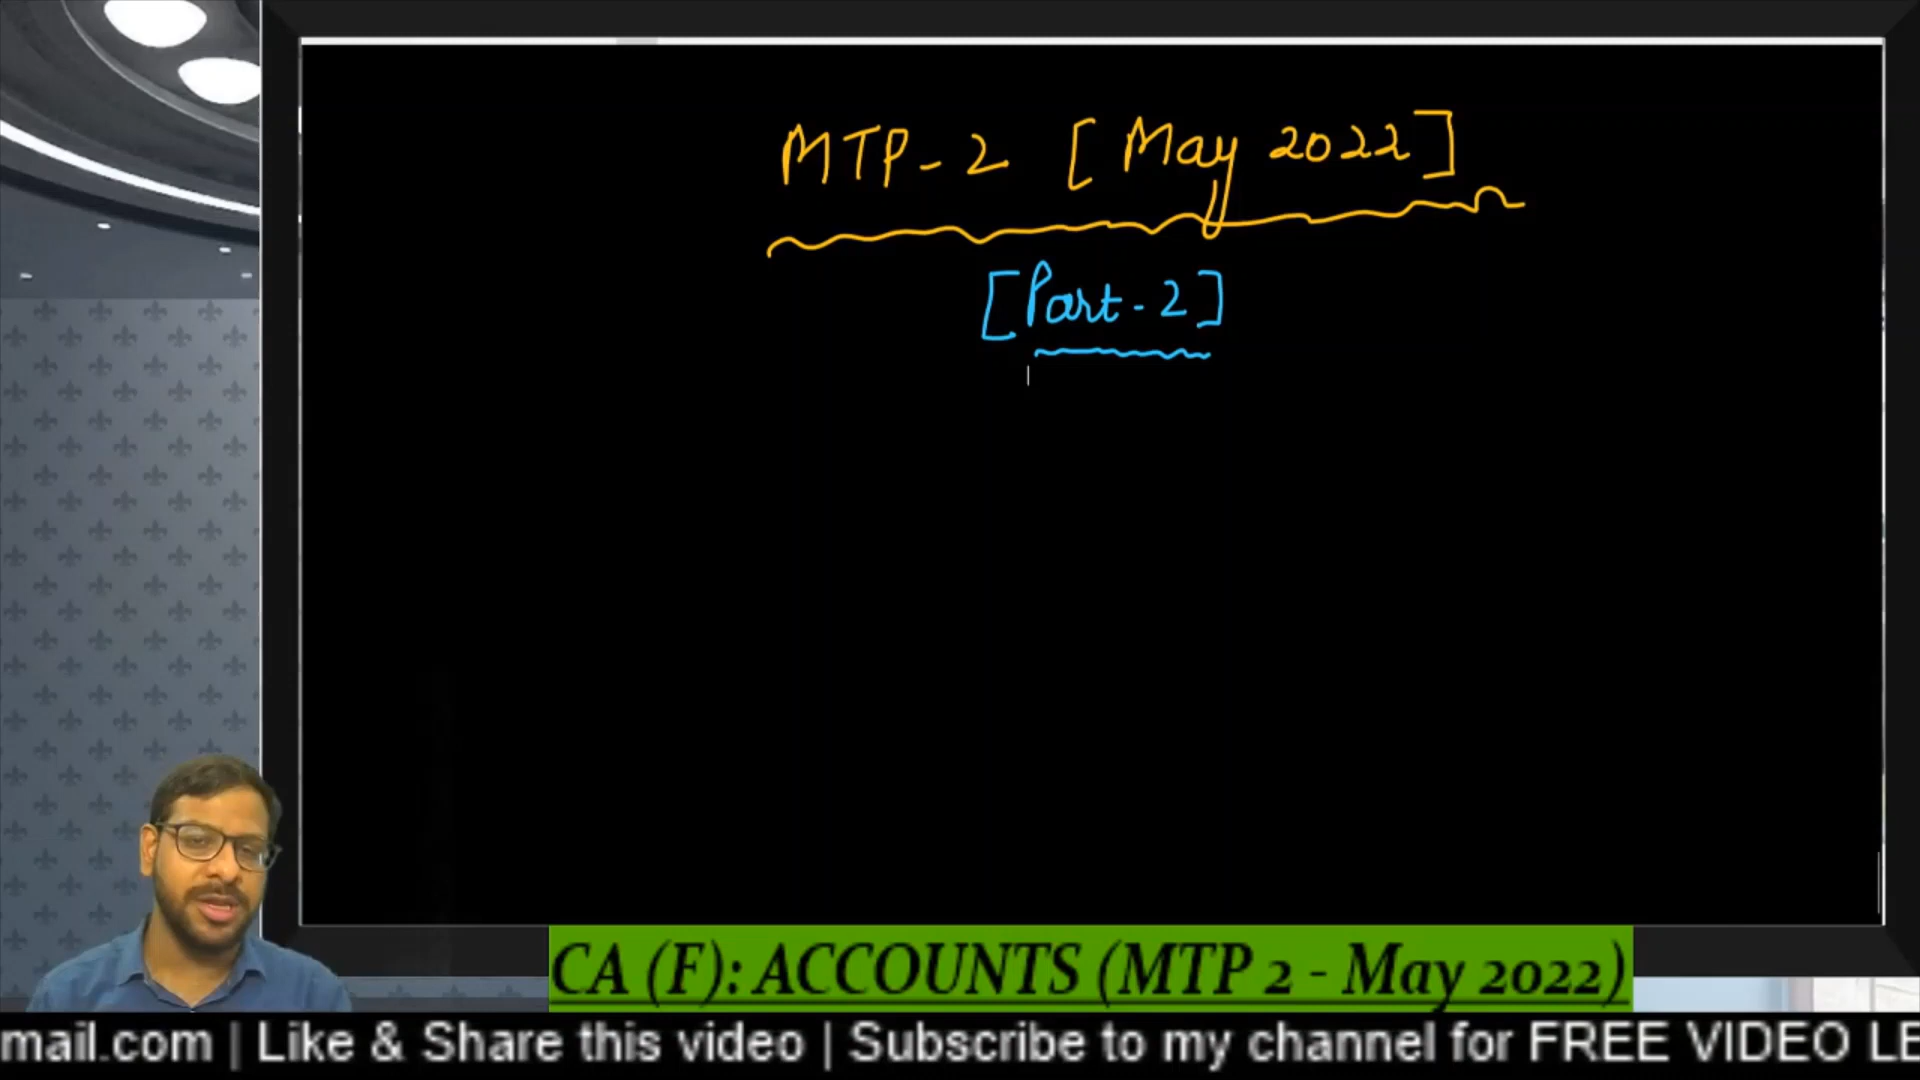 MTP-2 [May 2022]
[Part-2]
CA (F): ACCOUNTS (MTP 2 - May 2022)
mail.com | Like & Share this video | Subscribe to my channel for FREE VIDEO LE